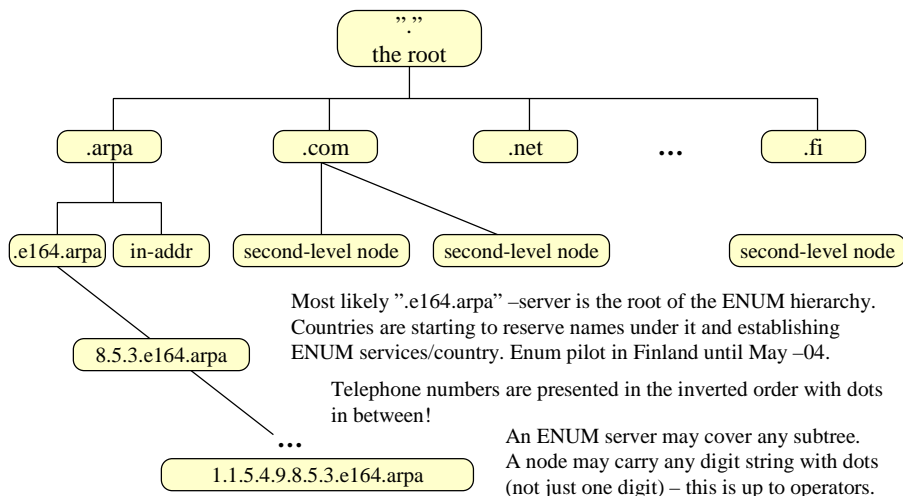 ”.”
the root
.arpa
.com
.net
...
.fi
.e164.arpa
in-addr
second-level node
second-level node
second-level node
Most likely ”.e164.arpa” –server is the root of the ENUM hierarchy.
Countries are starting to reserve names under it and establishing
ENUM services/country. Enum pilot in Finland until May –04.
8.5.3.e164.arpa
Telephone numbers are presented in the inverted order with dots
in between!
...
An ENUM server may cover any subtree.
A node may carry any digit string with dots
(not just one digit) – this is up to operators.
1.1.5.4.9.8.5.3.e164.arpa